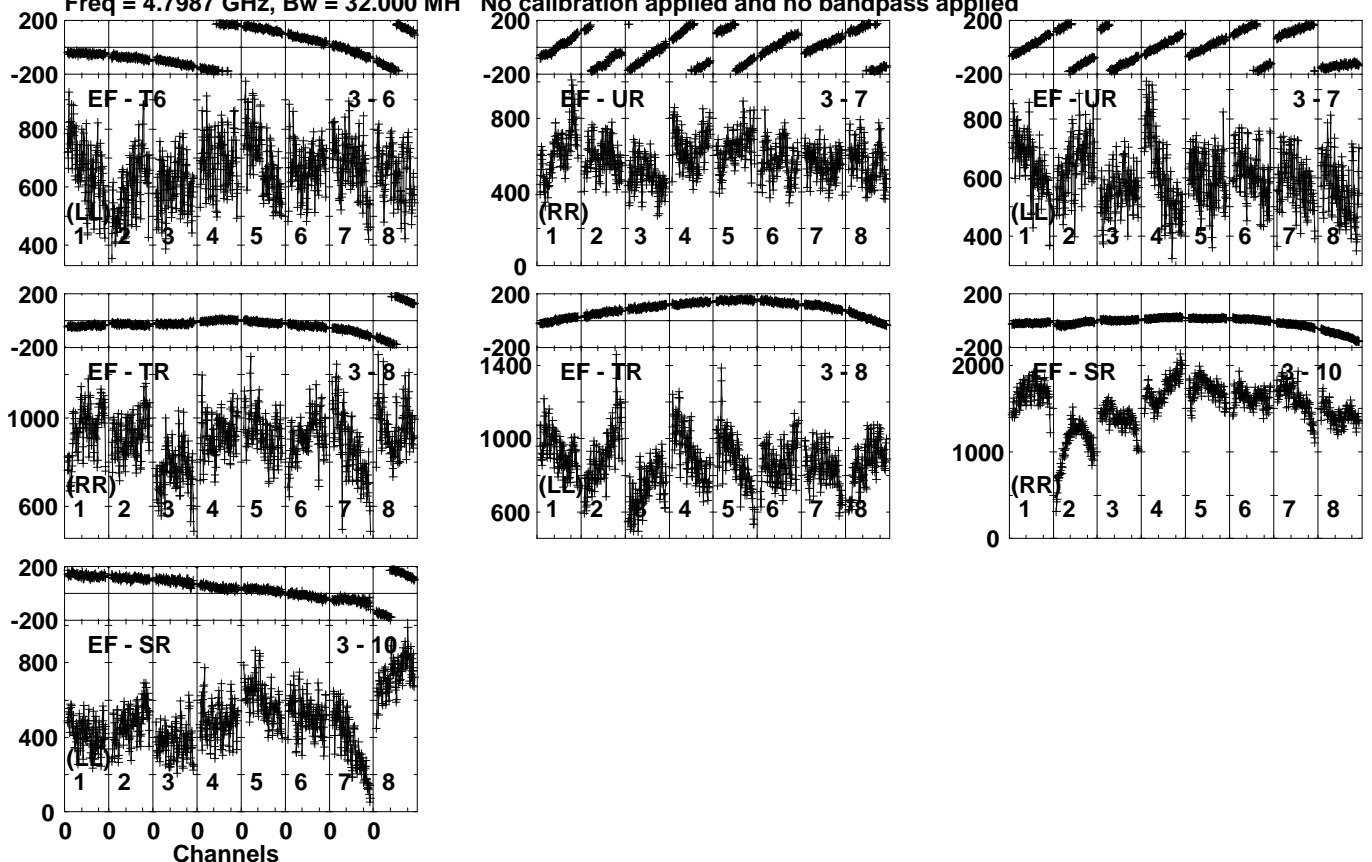 Freq = 4.7987 GHz, Bw = 32.000 MH No calibration applied and no bandpass applied
200
-200
EF - T6 3 - 6
800
600
400
(LL)
1 2 3 4 5 6 7 8
200
-200
EF - UR 3 - 7
800
400
0
(RR)
1 2 3 4 5 6 7 8
200
-200
EF - UR 3 - 7
800
600
400
(LL)
1 2 3 4 5 6 7 8
200
-200
EF - TR 3 - 8
1000
600
(RR)
1 2 3 4 5 6 7 8
200
-200
EF - TR 3 - 8
1400
1000
600
(LL)
1 2 3 4 5 6 7 8
200
-200
EF - SR 3 - 10
2000
1000
0
(RR)
1 2 3 4 5 6 7 8
200
-200
EF - SR 3 - 10
800
400
0
(LL)
1 2 3 4 5 6 7 8
0 0 0 0 0 0 0 0
Channels